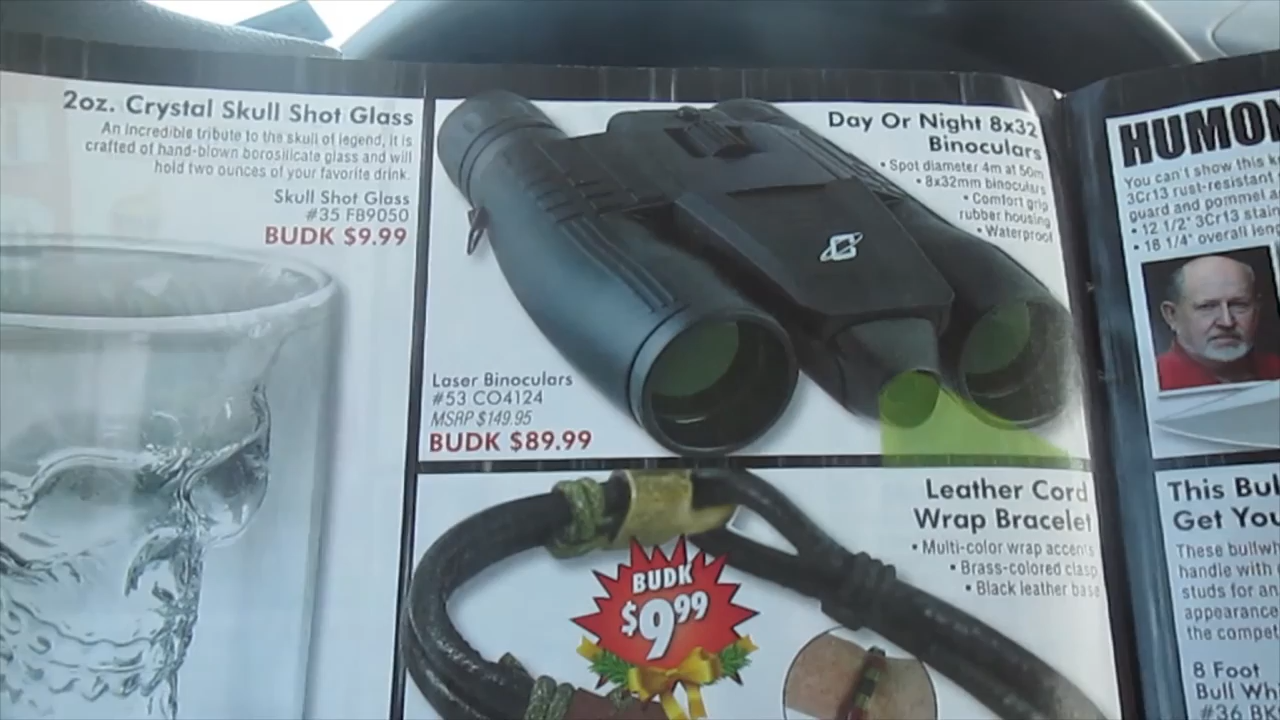 2oz. Crystal Skull Shot Glass
An incredible tribute to the skull of legend, it is
crafted of hand-blown borosilicate glass and will
hold two ounces of your favorite drink.
Skull Shot Glass
#35 FB9050
BUDK $9.99
Day Or Night 8x32
Binoculars
• Spot diameter 4m at 50m
• 8x32mm binoculars
• Comfort grip
rubber housing
• Waterproof
Laser Binoculars
#53 CO4124
MSRP $149.95
BUDK $89.99
Leather Cord
Wrap Bracelet
• Multi-color wrap accents
• Brass-colored clasp
• Black leather base
BUDK
$9.99
HUMON
You can't show this k
3Cr13 rust-resistant
guard and pommel a
• 12 1/2" 3Cr13 stain
• 18 1/4" overall leng
This Bul
Get You
These bullwh
handle with
studs for an
appearance
the compet
8 Foot
Bull Whi
#36 BK